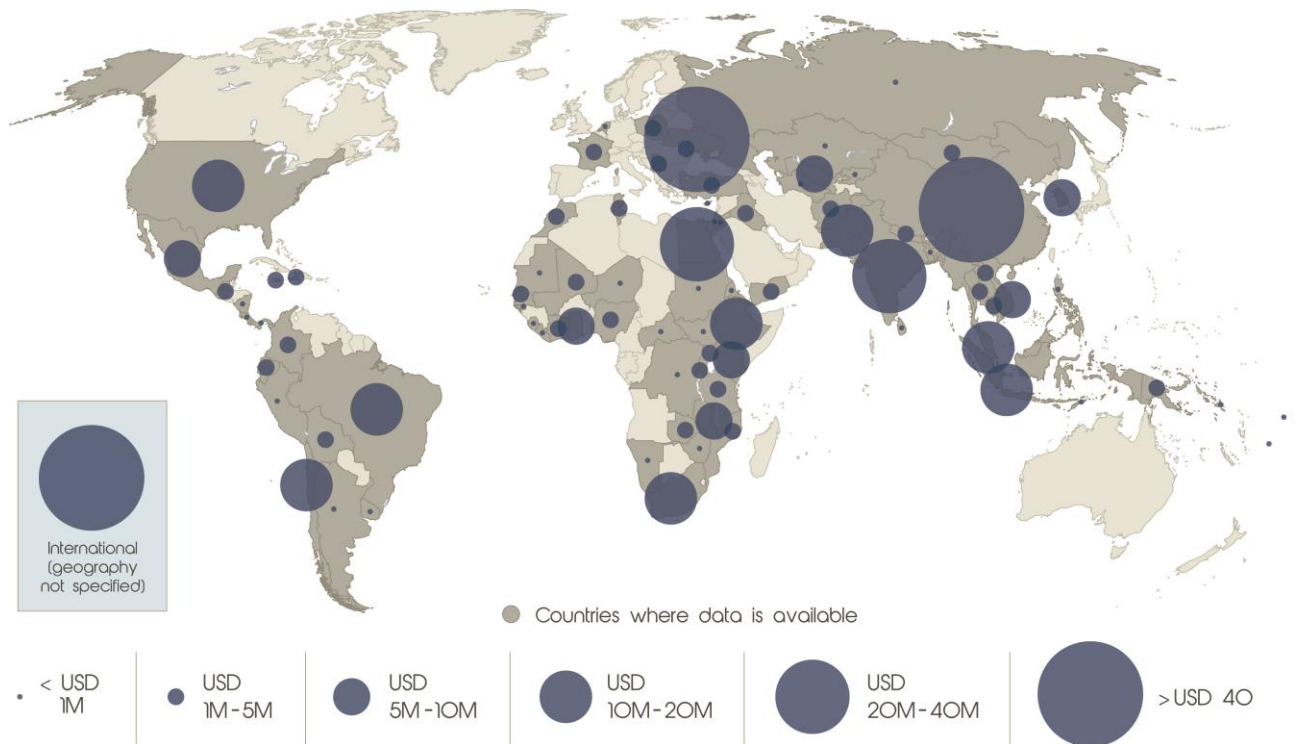 International
(geography
not specified)
Countries where data is available
< USD
1M
USD
1M-5M
USD
5M-10M
USD
10M-20M
USD
20M-40M
>USD 40